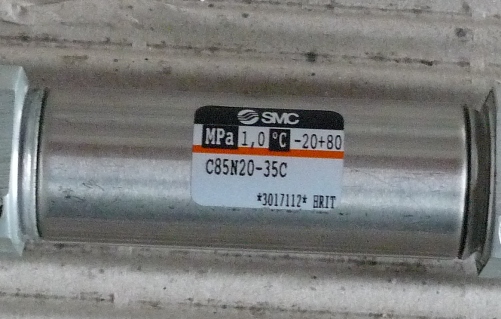 SMC
MPa 1,0 °C -20+80
C85N20-35C
*3017112* HRIT